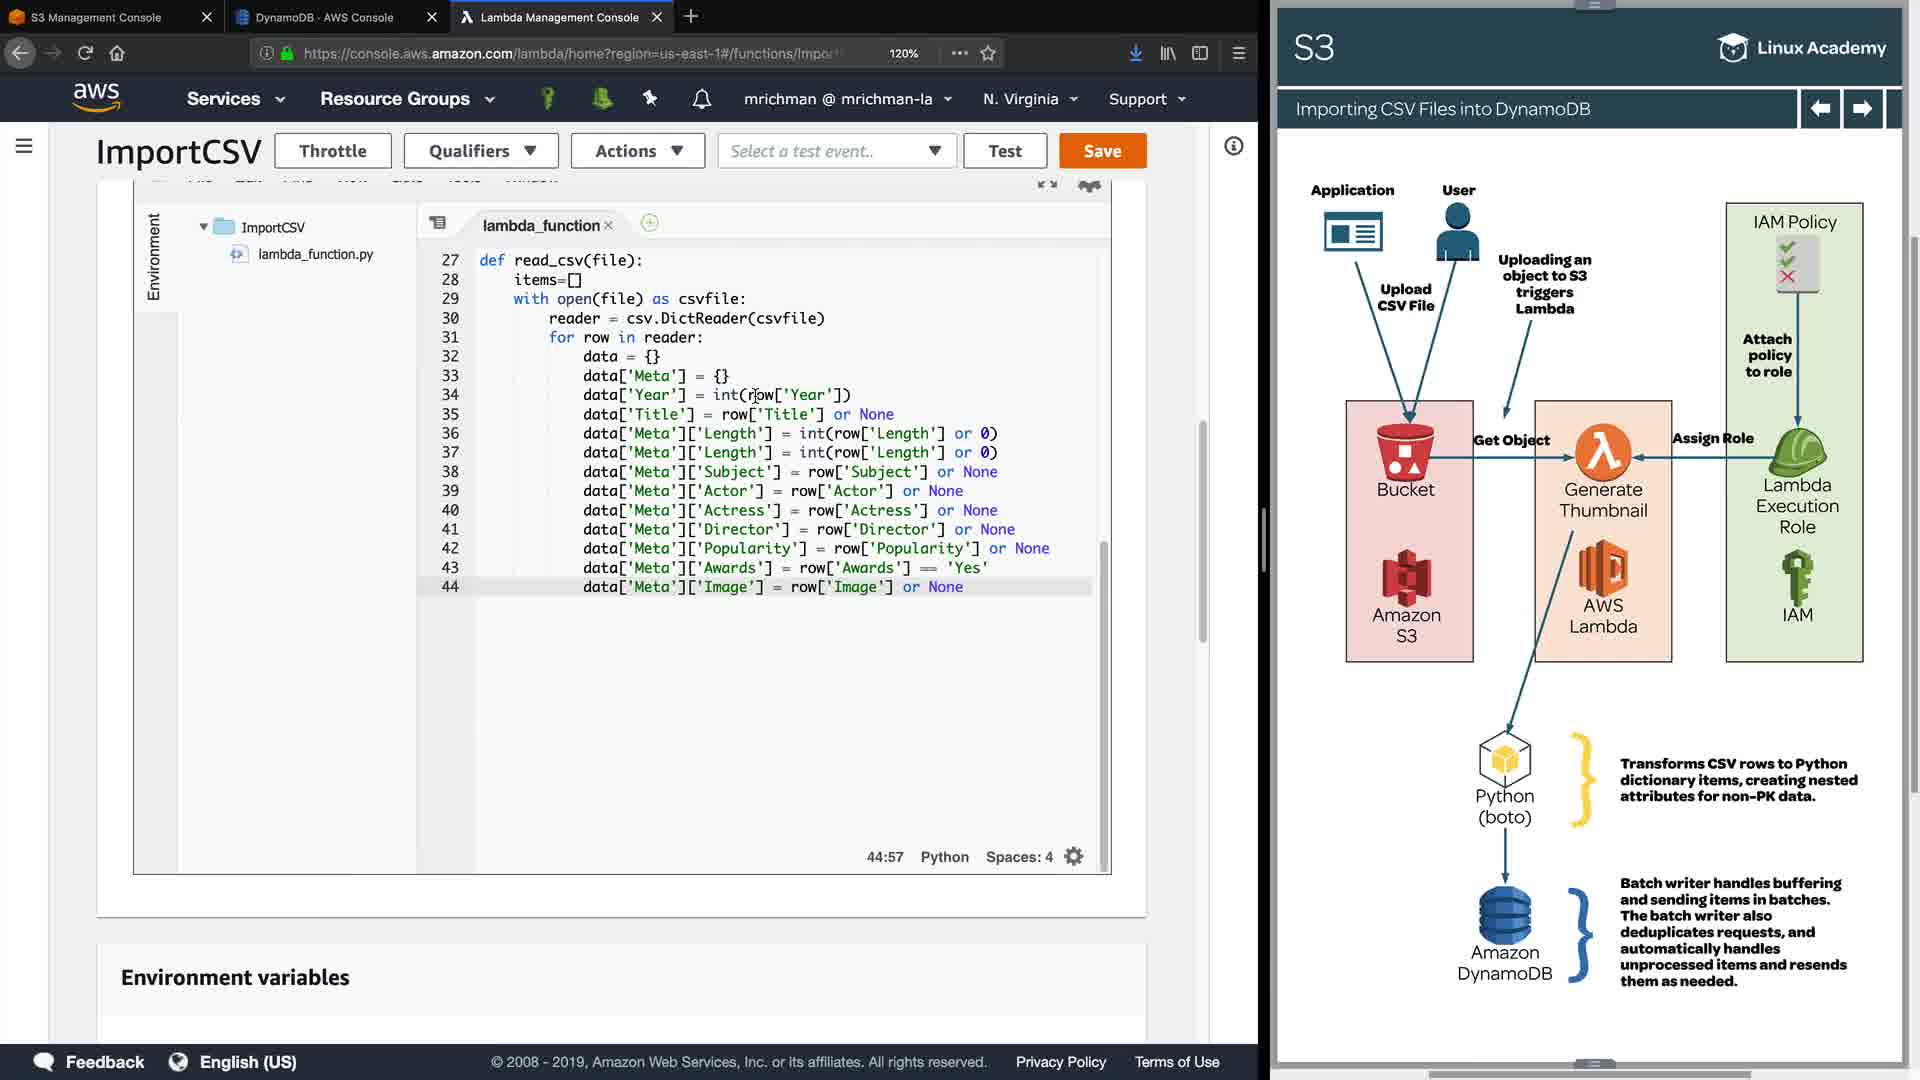 S3 Management Console
DynamoDB - AWS Console
Lambda Management Console
https://console.aws.amazon.com/lambda/home?region=us-east-1#/functions/Impor
120%
aws
Services
Resource Groups
mrichman @ mrichman-la
N. Virginia
Support
ImportCSV
Throttle
Qualifiers
Actions
Select a test event..
Test
Save
Environment
ImportCSV
lambda_function.py
lambda_function
27 def read_csv(file):
28 items=[]
29 with open(file) as csvfile:
30 reader = csv.DictReader(csvfile)
31 for row in reader:
32 data = {}
33 data['Meta'] = {}
34 data['Year'] = int(row['Year'])
35 data['Title'] = row['Title'] or None
36 data['Meta']['Length'] = int(row['Length'] or 0)
37 data['Meta']['Length'] = int(row['Length'] or 0)
38 data['Meta']['Subject'] = row['Subject'] or None
39 data['Meta']['Actor'] = row['Actor'] or None
40 data['Meta']['Actress'] = row['Actress'] or None
41 data['Meta']['Director'] = row['Director'] or None
42 data['Meta']['Popularity'] = row['Popularity'] or None
43 data['Meta']['Awards'] = row['Awards'] == 'Yes'
44 data['Meta']['Image'] = row['Image'] or None
44:57 Python Spaces: 4
Environment variables
Feedback
English (US)
© 2008 - 2019, Amazon Web Services, Inc. or its affiliates. All rights reserved.
Privacy Policy
Terms of Use
S3
Linux Academy
Importing CSV Files into DynamoDB
Application
User
Upload
CSV File
Uploading an
object to S3
triggers
Lambda
IAM Policy
Attach
policy
to role
Get Object
Assign Role
Bucket
Generate
Thumbnail
Lambda
Execution
Role
Amazon
S3
AWS
Lambda
IAM
Python
(boto)
Transforms CSV rows to Python
dictionary items, creating nested
attributes for non-PK data.
Amazon
DynamoDB
Batch writer handles buffering
and sending items in batches.
The batch writer also
deduplicates requests, and
automatically handles
unprocessed items and resends
them as needed.